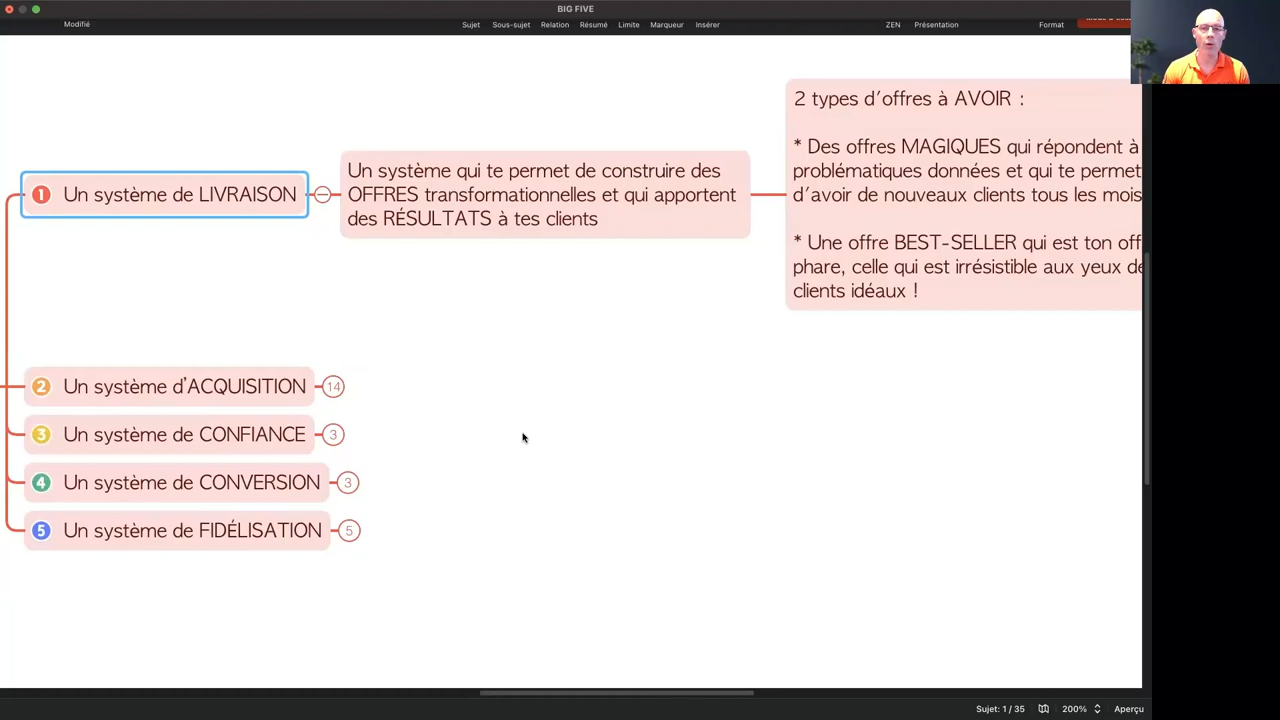 BIG FIVE
Modifié
Sujet
Sous-sujet
Relation
Résumé
Limite
Marqueur
Insérer
ZEN
Présentation
Format
2 types d'offres à AVOIR :
* Des offres MAGIQUES qui répondent à
problématiques données et qui te permet
d'avoir de nouveaux clients tous les mois
* Une offre BEST-SELLER qui est ton off
phare, celle qui est irrésistible aux yeux de
clients idéaux !
1 Un système de LIVRAISON
Un système qui te permet de construire des
OFFRES transformationnelles et qui apportent
des RÉSULTATS à tes clients
2 Un système d'ACQUISITION 14
3 Un système de CONFIANCE 3
4 Un système de CONVERSION 3
5 Un système de FIDÉLISATION 5
Sujet: 1 / 35
200%
Aperçu